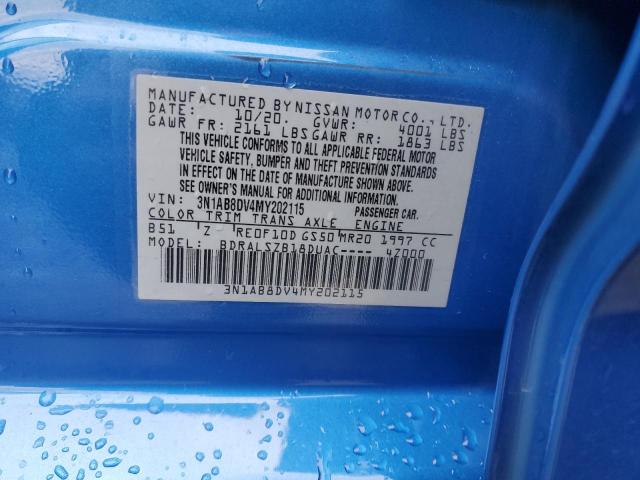 MANUFACTURED BY NISSAN MOTOR CO., LTD.
DATE: 10/20 GVWR: 4001 LBS
GAWR FR: 2161 LBS GAWR RR: 1863 LBS
THIS VEHICLE CONFORMS TO ALL APPLICABLE FEDERAL MOTOR
VEHICLE SAFETY, BUMPER AND THEFT PREVENTION STANDARDS
IN EFFECT ON THE DATE OF MANUFACTURE SHOWN ABOVE.
*SEE OWNER'S MANUAL FOR ADDITIONAL INFORMATION
VIN: 3N1AB8DV4MY202115 PASSENGER CAR.
COLOR TRIM TRANS AXLE ENGINE
B51 Z RE0F10D GS50 MR20 1997 CC
MODEL: BDRALSZB18DUAC---- 4Z000
3N1AB8DV4MY202115